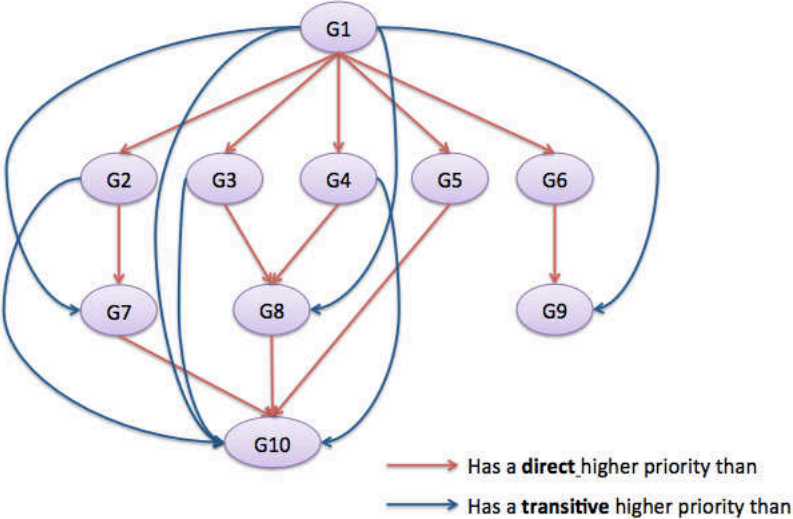 G1
G2
G3
G4
G5
G6
G7
G8
G9
G10
Has a direct higher priority than
Has a transitive higher priority than